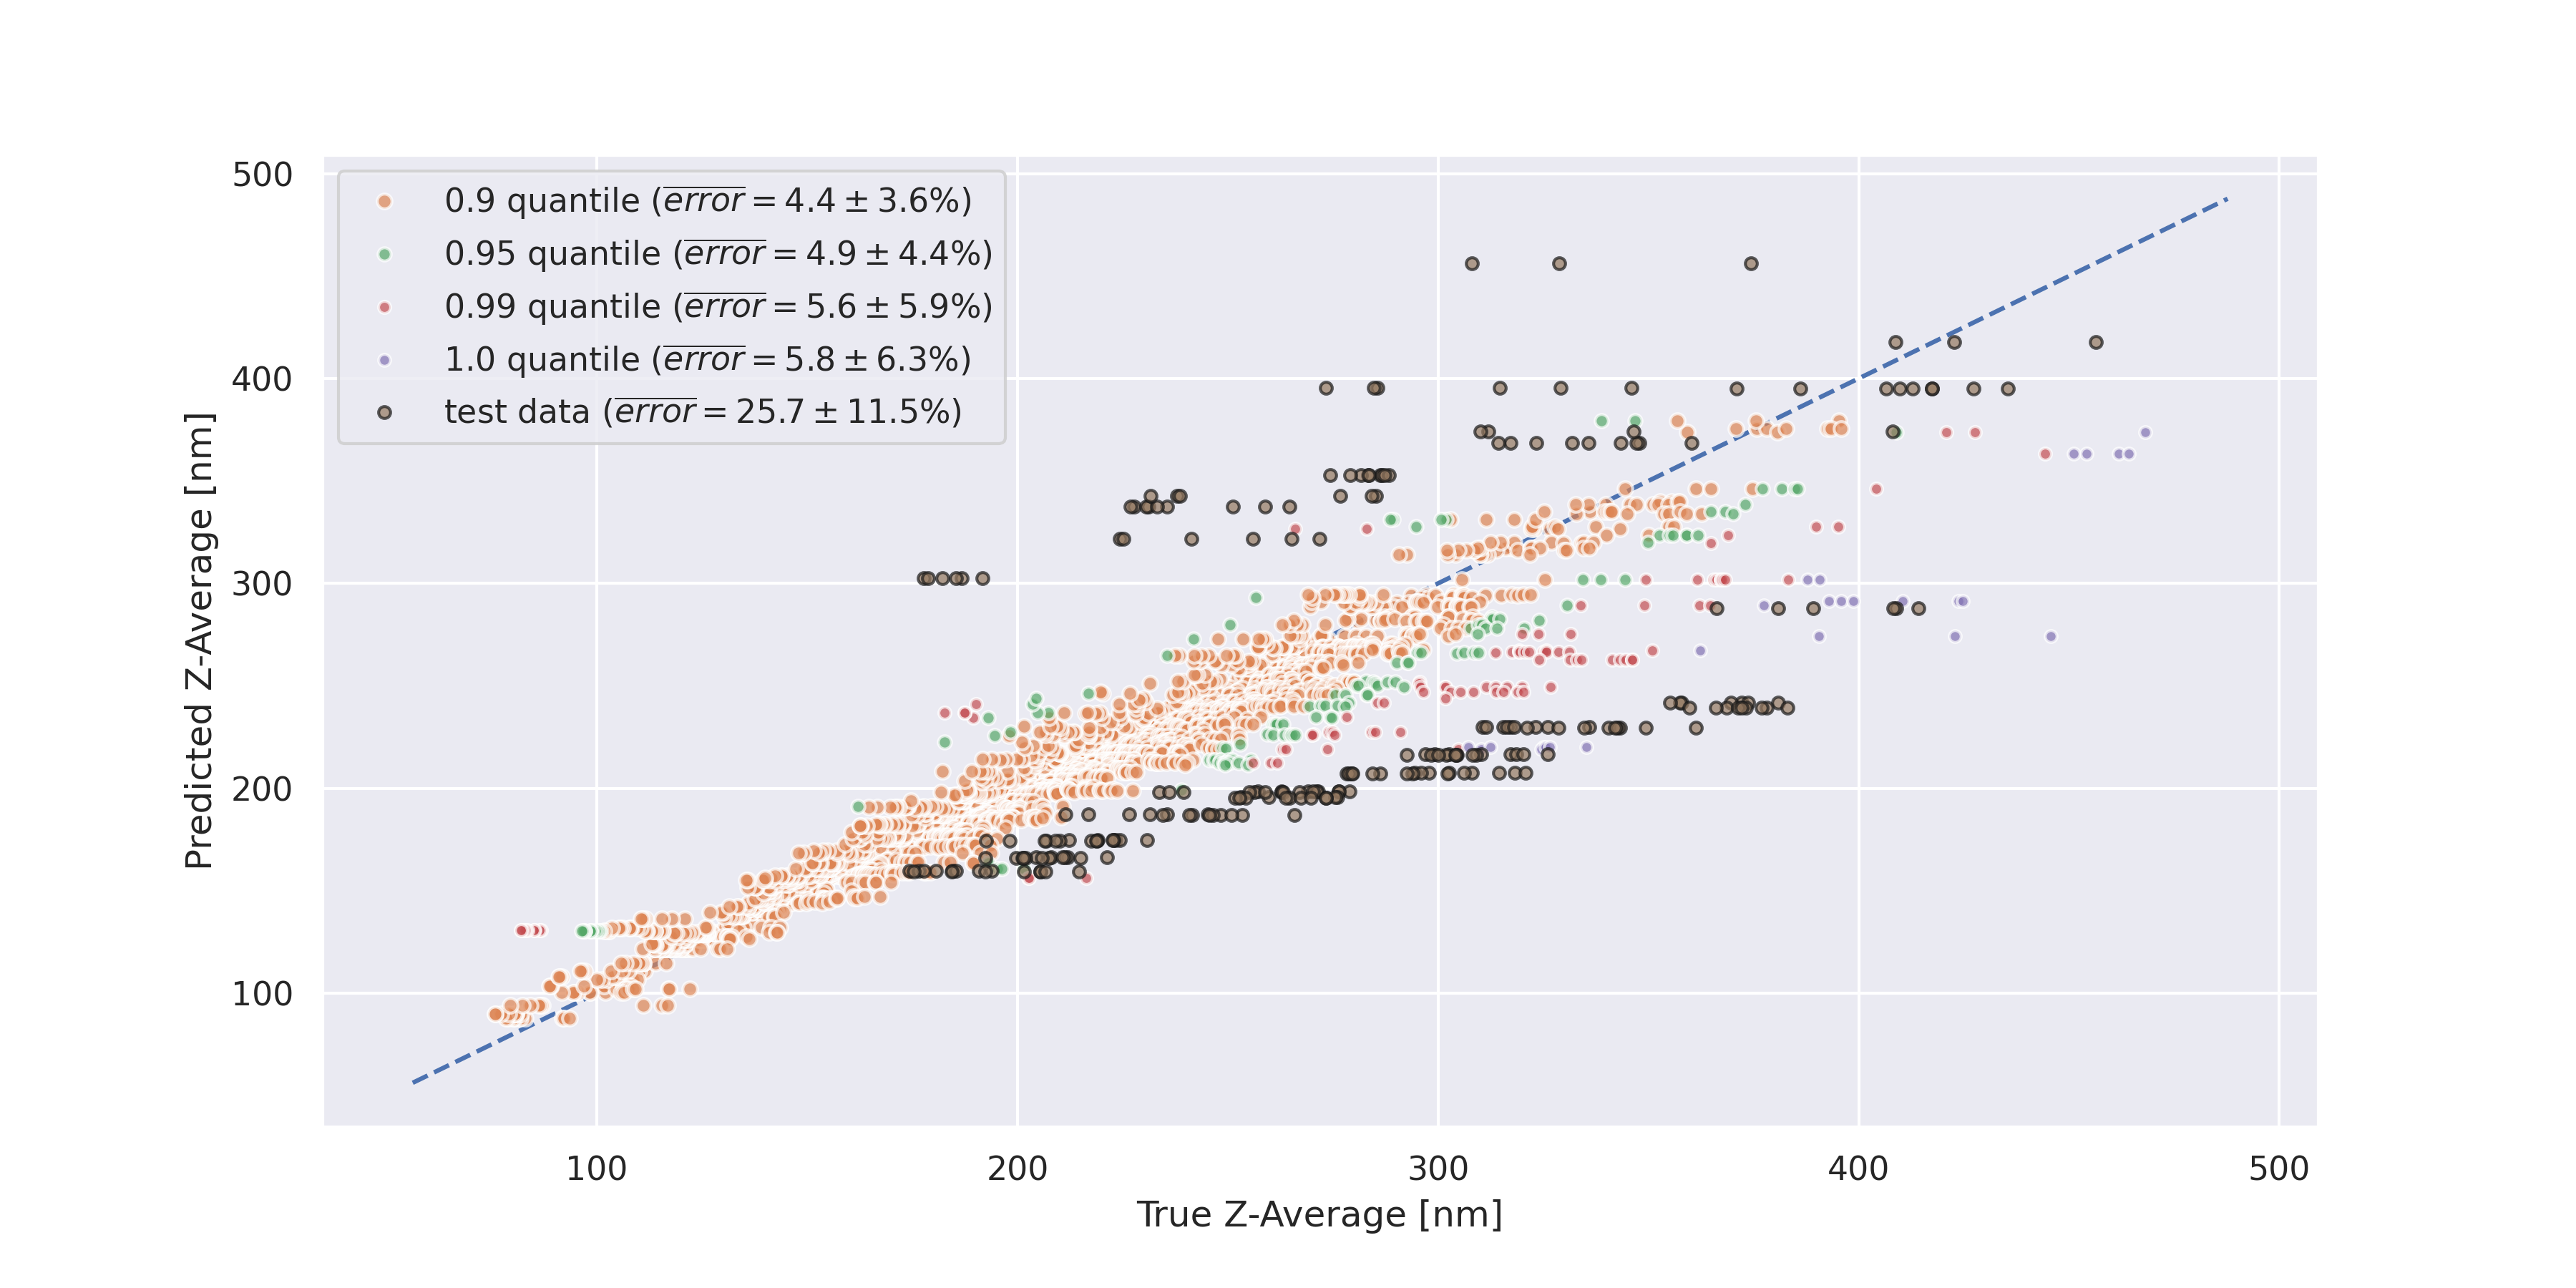 0.9 quantile (error = 4.4 ± 3.6%)
0.95 quantile (error = 4.9 ± 4.4%)
0.99 quantile (error = 5.6 ± 5.9%)
1.0 quantile (error = 5.8 ± 6.3%)
test data (error = 25.7 ± 11.5%)
500
400
300
200
100
Predicted Z-Average [nm]
100 200 300 400 500
True Z-Average [nm]